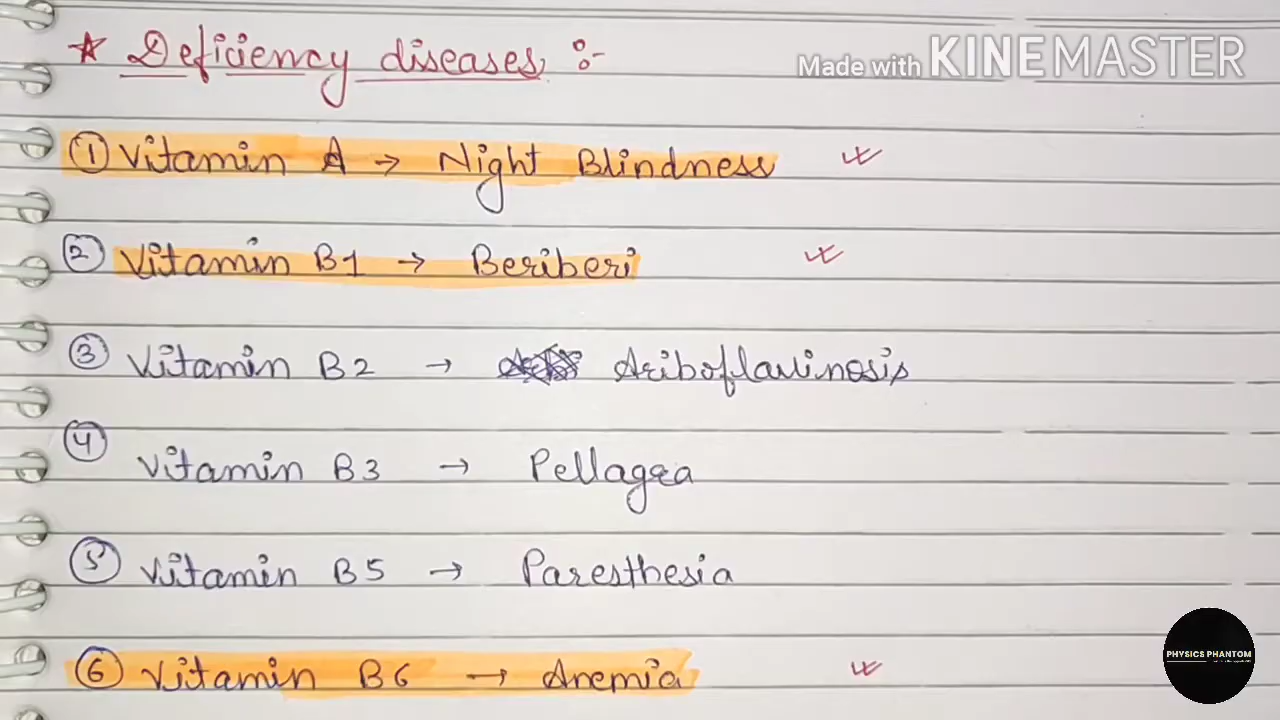 ★ Deficiency diseases :-
Made with KINEMASTER
① Vitamin A → Night Blindness
② Vitamin B1 → Beriberi
③ Vitamin B2 → Ariboflavinosis
④ Vitamin B3 → Pellagra
⑤ Vitamin B5 → Paresthesia
⑥ Vitamin B6 → Anemia
PHYSICS PHANTOM